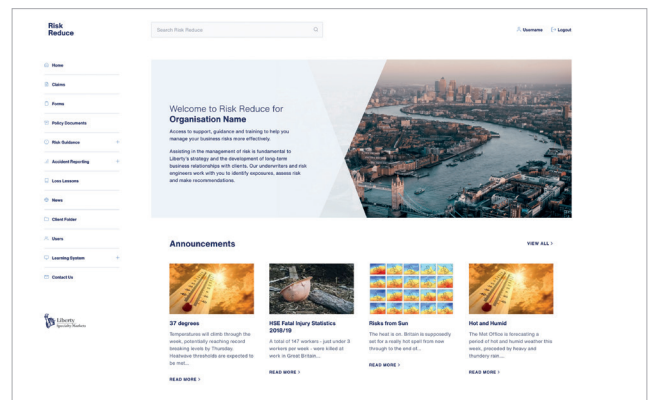 Risk
Reduce
Search Risk Reduce
Username
Logout
Home
Claims
Forms
Policy Documents
Risk Guidance
Accident Reporting
Loss Lessons
News
Client Folder
Users
Learning System
Contact Us
Liberty
Specialty Markets
Welcome to Risk Reduce for
Organisation Name
Access to support, guidance and training to help you
manage your business risks more effectively.
Assisting in the management of risk is fundamental to
Liberty's strategy and the development of long-term
business relationships with clients. Our underwriters and risk
engineers work with you to identify exposures, assess risk
and make recommendations.
Announcements
VIEW ALL >
37 degrees
Temperatures will climb through the
week, potentially reaching record
breaking levels by Thursday.
Heatwave thresholds are expected to
be met...
READ MORE >
HSE Fatal Injury Statistics
2018/19
A total of 147 workers - just under 3
workers per week - were killed at
work in Great Britain...
READ MORE >
Risks from Sun
The heat is on. Britain is supposedly
set for a really hot spell from now
through to the end of...
READ MORE >
Hot and Humid
The Met Office is forecasting a
period of hot and humid weather this
week, preceded by heavy and
thundery rain ...
READ MORE >